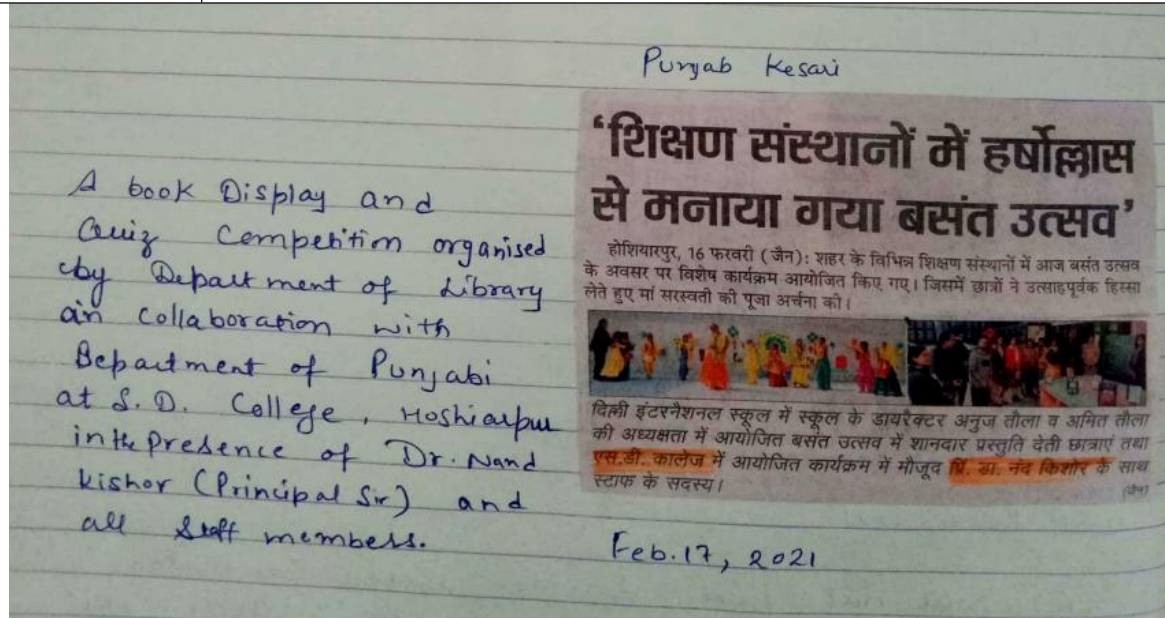 A book Display and
Quiz Competition organised
by Department of Library
in collaboration with
Department of Punjabi
at S.D. College, Hoshiarpur
in the Presence of Dr. Nand
Kishor (Principal Sir) and
all Staff members.
Punjab Kesari
‘शिक्षण संस्थानों में हर्षोल्लास
से मनाया गया बसंत उत्सव’
होशियारपुर, 16 फरवरी (जैन): शहर के विभिन्न शिक्षण संस्थानों में आज बसंत उत्सव
के अवसर पर विशेष कार्यक्रम आयोजित किए गए। जिसमें छात्रों ने उत्साहपूर्वक हिस्सा
लेते हुए मां सरस्वती की पूजा अर्चना की।
दिल्ली इंटरनैशनल स्कूल में स्कूल के डायरैक्टर अनुज तौला व अमित तौला
की अध्यक्षता में आयोजित बसंत उत्सव में शानदार प्रस्तुति देती छात्राएं तथा
एस.डी. कालेज में आयोजित कार्यक्रम में मौजूद प्रिं. डा. नंद किशोर के साथ
स्टाफ के सदस्य।
(जैन)
Feb. 17, 2021